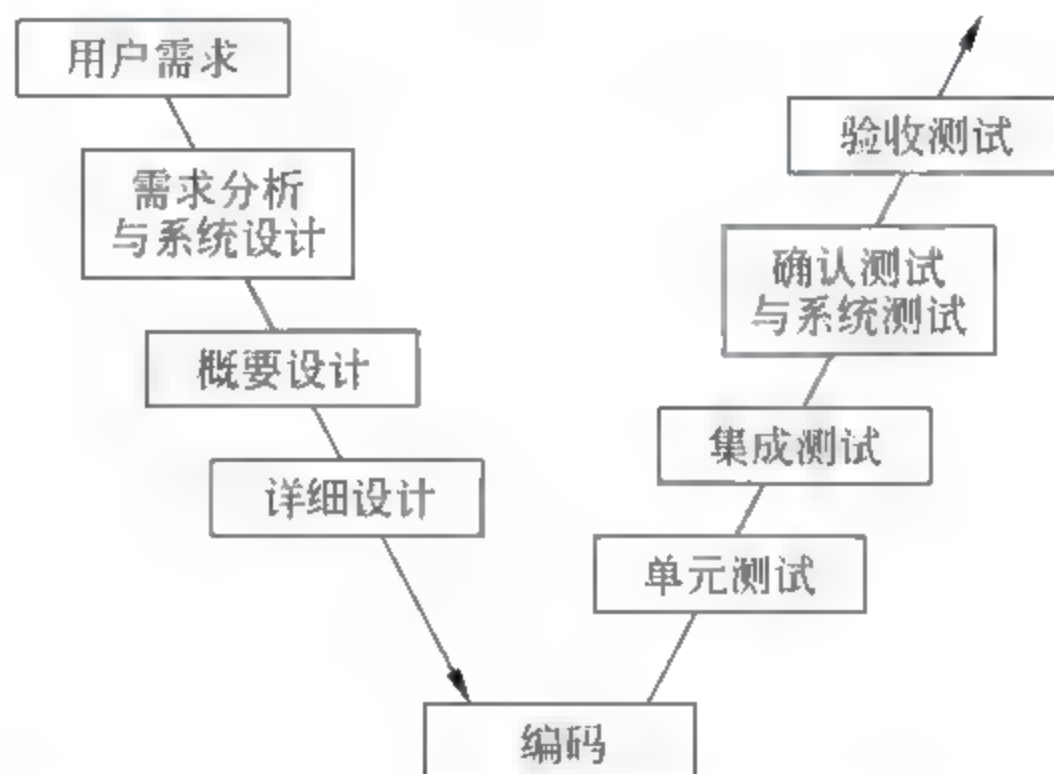 用户需求
需求分析
与系统设计
概要设计
详细设计
编码
单元测试
集成测试
确认测试
与系统测试
验收测试